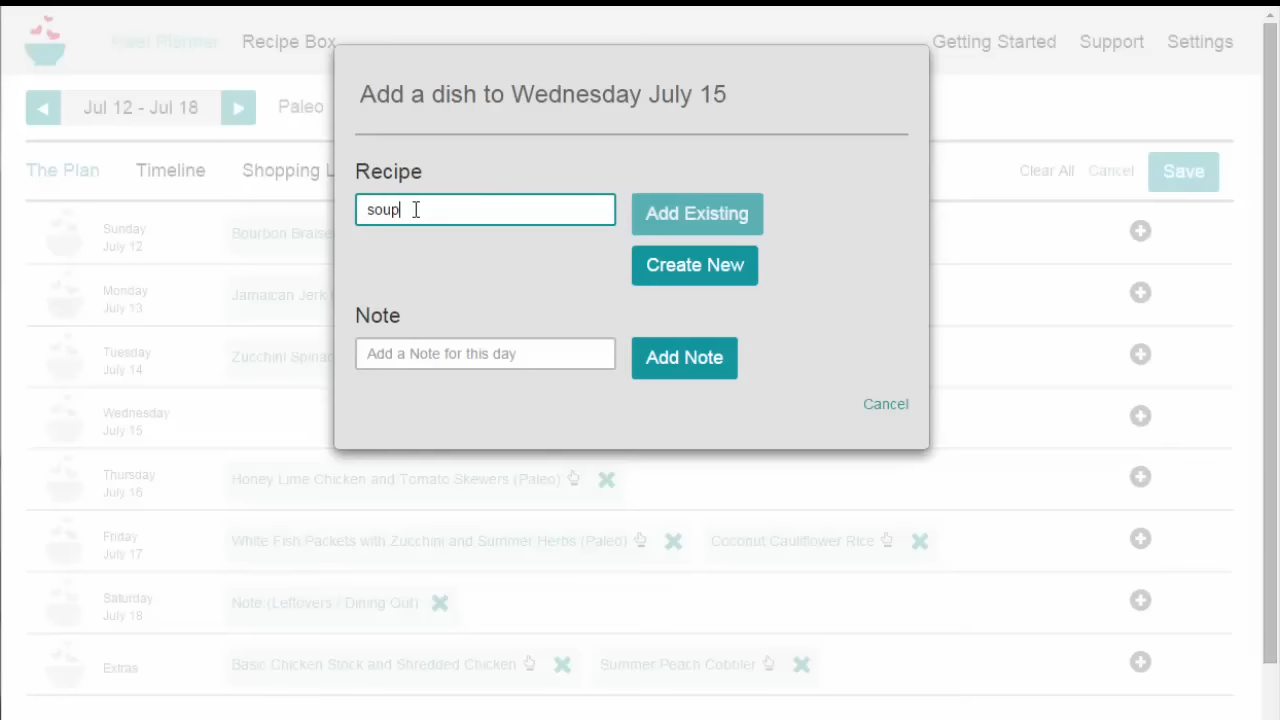 Meal Planner Recipe Box Getting Started Support Settings
Jul 12 - Jul 18 Paleo
The Plan Timeline Shopping L Clear All Cancel Save
Add a dish to Wednesday July 15
Recipe
soup Add Existing
Create New
Note
Add a Note for this day Add Note
Cancel
Sunday
July 12
Bourbon Braise
Monday
July 13
Jamaican Jerk
Tuesday
July 14
Zucchini Spinac
Wednesday
July 15
Thursday
July 16
Honey Lime Chicken and Tomato Skewers (Paleo)
Friday
July 17
White Fish Packets with Zucchini and Summer Herbs (Paleo) Coconut Cauliflower Rice
Saturday
July 18
Note (Leftovers / Dining Out)
Extras
Basic Chicken Stock and Shredded Chicken Summer Peach Cobbler